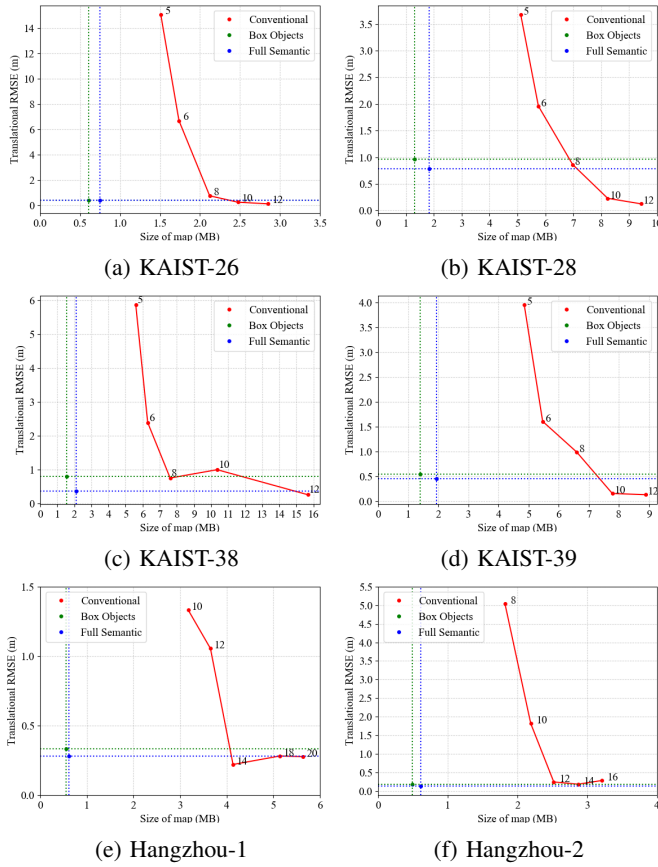 14
12
10
8
6
4
2
0
Translational RMSE (m)
5
6
8
10
12
Conventional
Box Objects
Full Semantic
0.0 0.5 1.0 1.5 2.0 2.5 3.0 3.5
Size of map (MB)
(a) KAIST-26
3.5
3.0
2.5
2.0
1.5
1.0
0.5
0.0
Translational RMSE (m)
5
6
8
10
12
Conventional
Box Objects
Full Semantic
0 1 2 3 4 5 6 7 8 9 10
Size of map (MB)
(b) KAIST-28
6
5
4
3
2
1
0
Translational RMSE (m)
5
6
8
10
12
Conventional
Box Objects
Full Semantic
0 1 2 3 4 5 6 7 8 9 10 11 12 13 14 15 16
Size of map (MB)
(c) KAIST-38
4.0
3.5
3.0
2.5
2.0
1.5
1.0
0.5
0.0
Translational RMSE (m)
5
6
8
10
12
Conventional
Box Objects
Full Semantic
0 1 2 3 4 5 6 7 8 9
Size of map (MB)
(d) KAIST-39
1.5
1.0
0.5
0.0
Translational RMSE (m)
Conventional
Box Objects
Full Semantic
10
12
14
18
20
0 1 2 3 4 5 6
Size of map (MB)
(e) Hangzhou-1
5.5
5.0
4.5
4.0
3.5
3.0
2.5
2.0
1.5
1.0
0.5
0.0
Translational RMSE (m)
Conventional
Box Objects
Full Semantic
8
10
12
14
16
0 1 2 3 4
Size of map (MB)
(f) Hangzhou-2